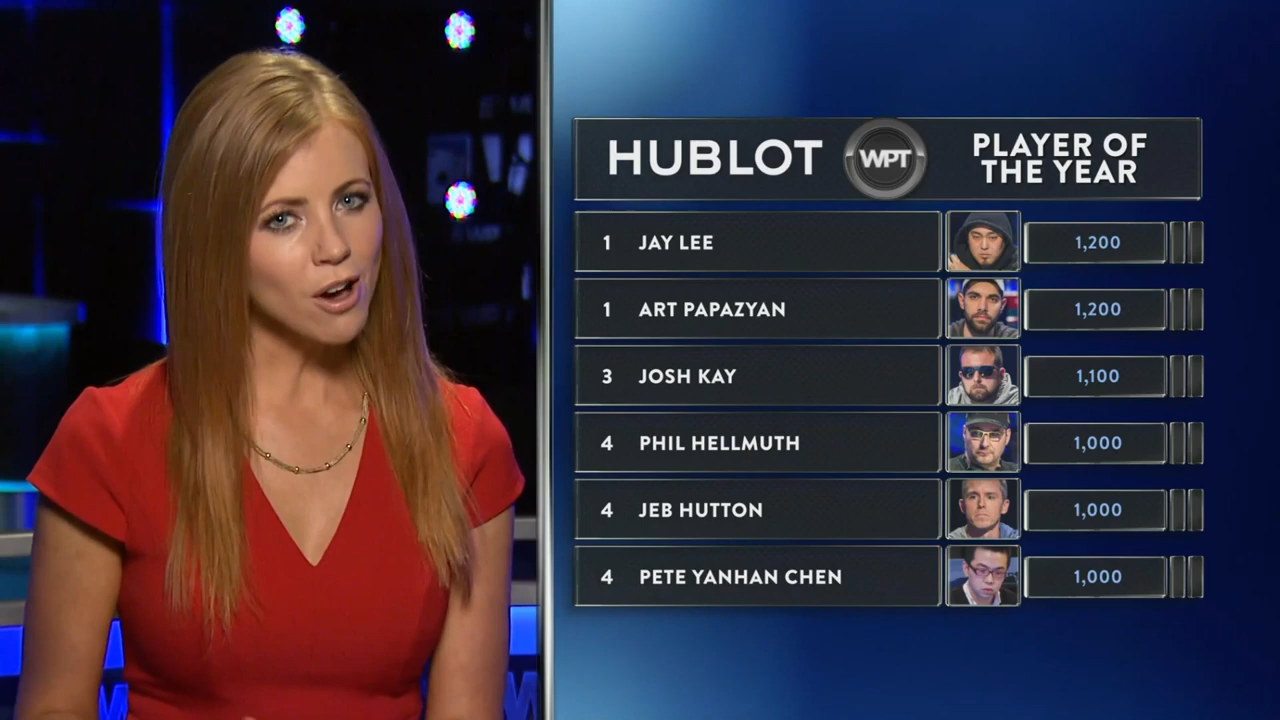 HUBLOT WPT PLAYER OF
THE YEAR
1 JAY LEE 1,200
1 ART PAPAZYAN 1,200
3 JOSH KAY 1,100
4 PHIL HELLMUTH 1,000
4 JEB HUTTON 1,000
4 PETE YANHAN CHEN 1,000